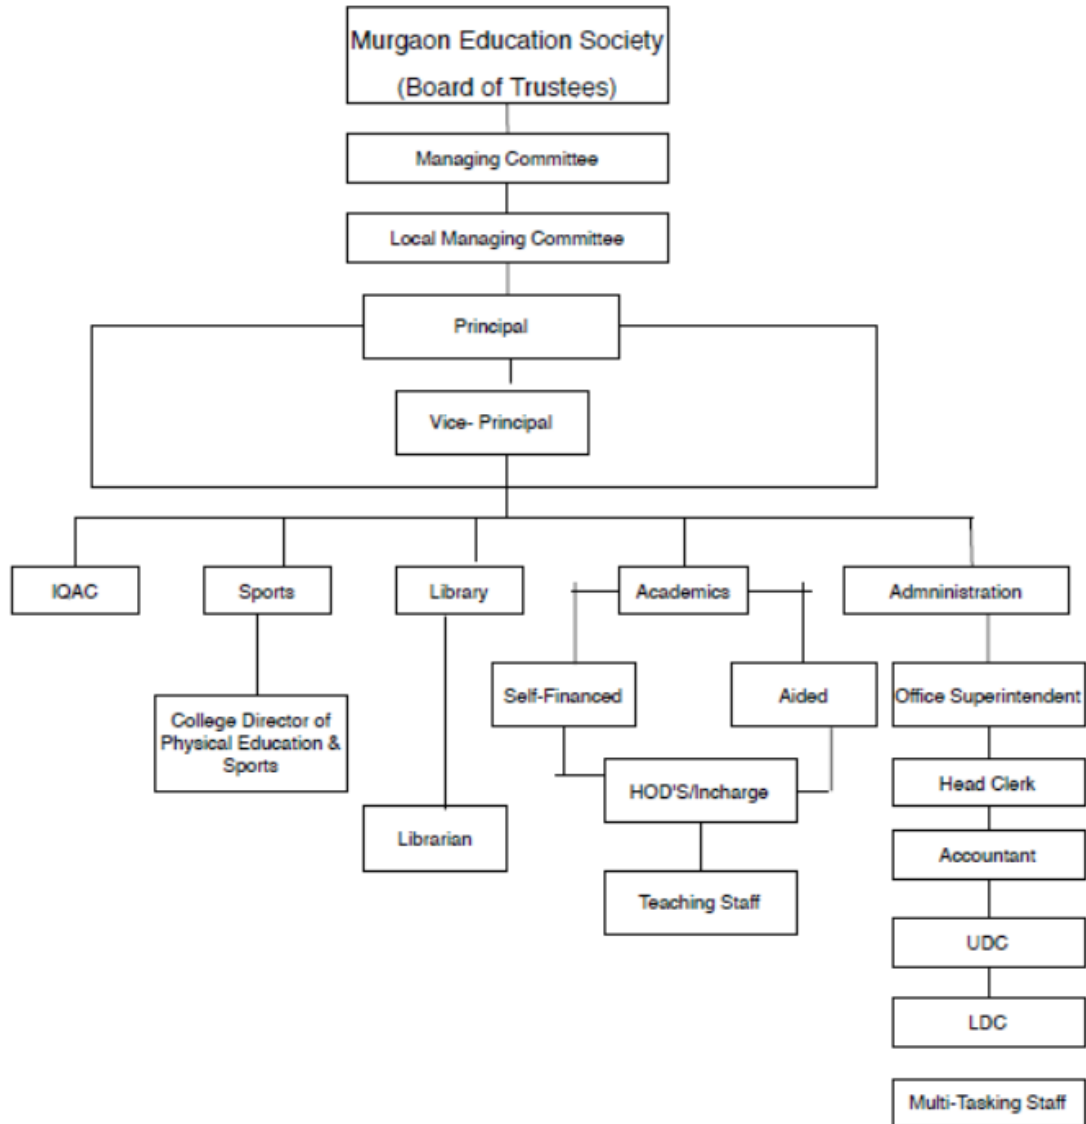 Murgaon Education Society
(Board of Trustees)
Managing Committee
Local Managing Committee
Principal
Vice- Principal
IQAC
Sports
Library
Academics
Admninistration
Self-Financed
Aided
Office Superintendent
College Director of
Physical Education &
Sports
HOD'S/Incharge
Head Clerk
Librarian
Accountant
Teaching Staff
UDC
LDC
Multi-Tasking Staff